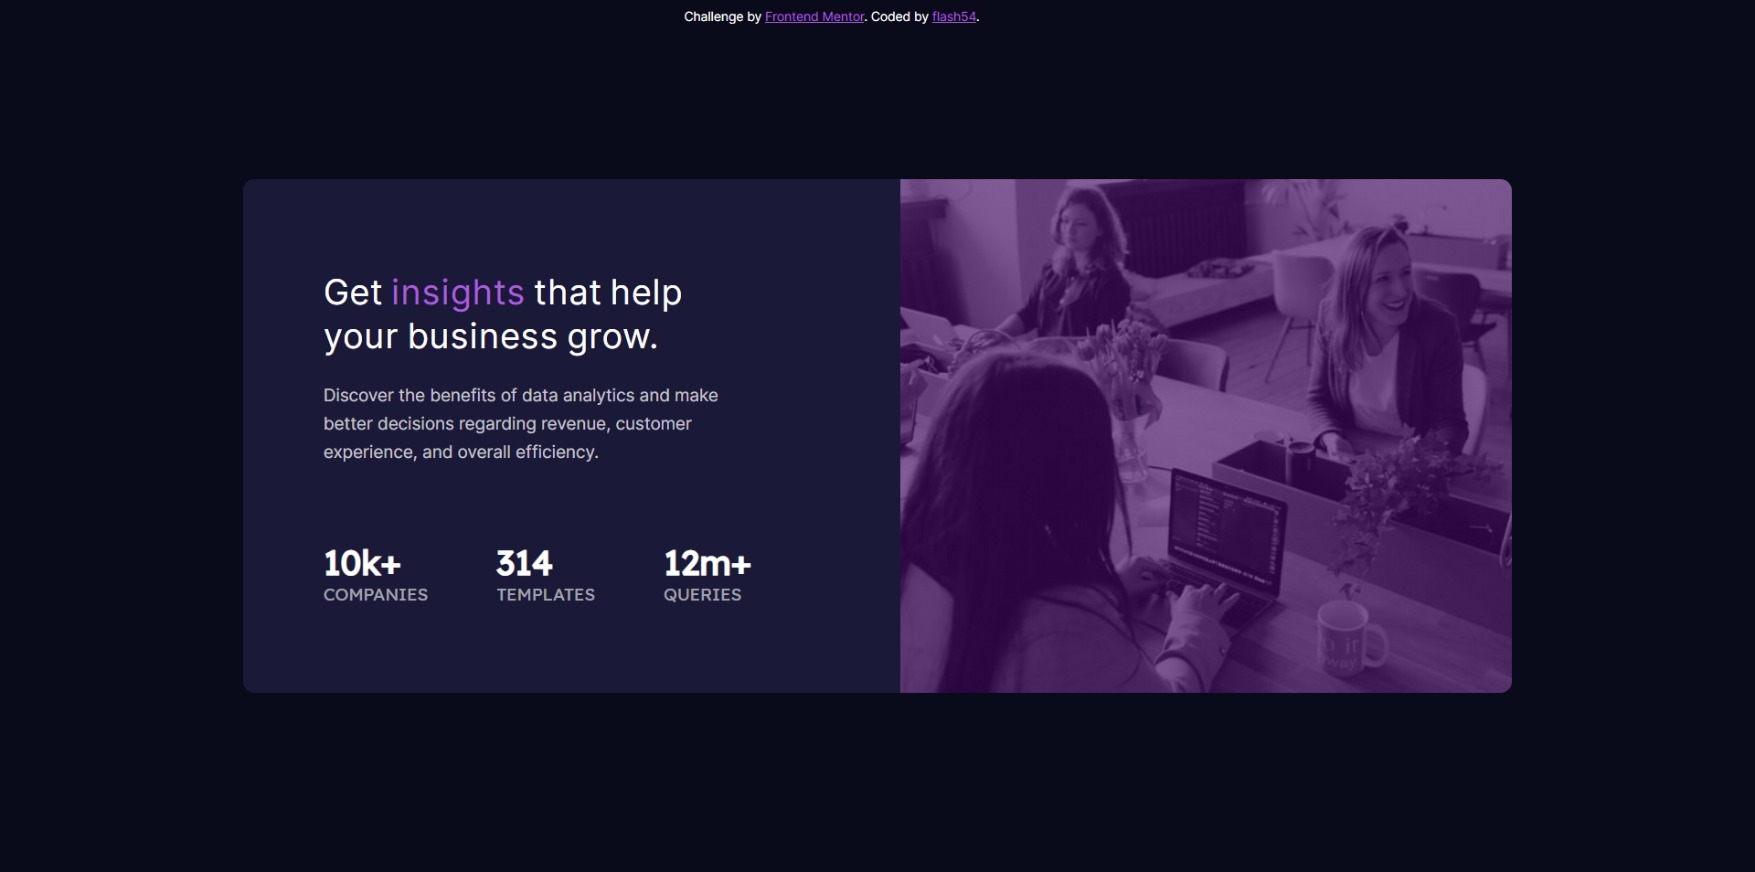 Challenge by Frontend Mentor. Coded by flash54.
Get insights that help
your business grow.
Discover the benefits of data analytics and make
better decisions regarding revenue, customer
experience, and overall efficiency.
10k+ 314 12m+
COMPANIES TEMPLATES QUERIES